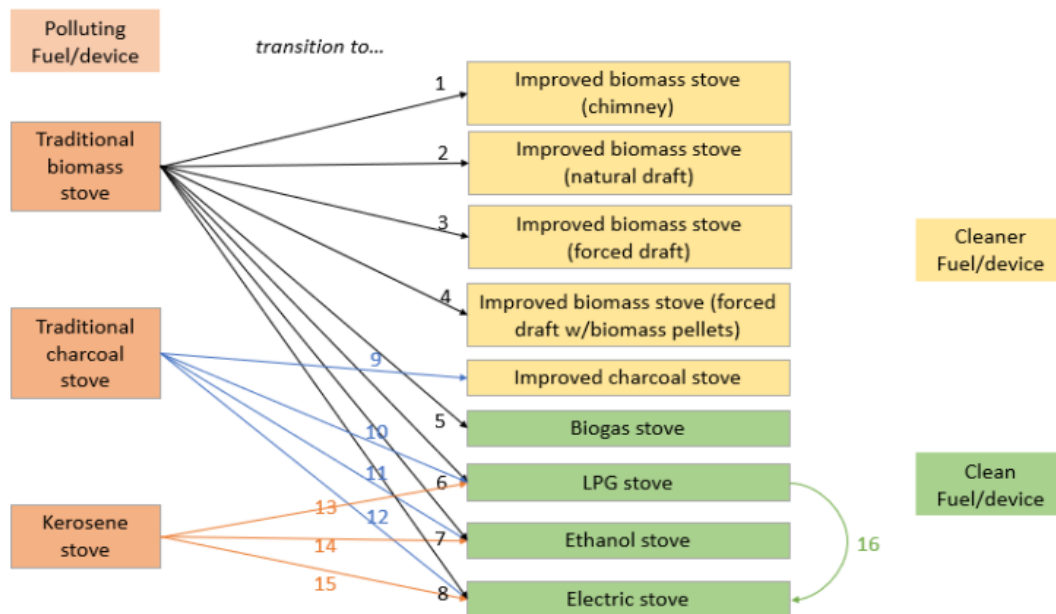 Polluting
Fuel/device
transition to...
1
Improved biomass stove
(chimney)
Traditional
biomass
stove
2
Improved biomass stove
(natural draft)
3
Improved biomass stove
(forced draft)
Cleaner
Fuel/device
4
Improved biomass stove (forced
draft w/biomass pellets)
Traditional
charcoal
stove
9
Improved charcoal stove
5
Biogas stove
10
11
6
LPG stove
Clean
Fuel/device
13
12
Kerosene
stove
14
7
Ethanol stove
16
15
8
Electric stove